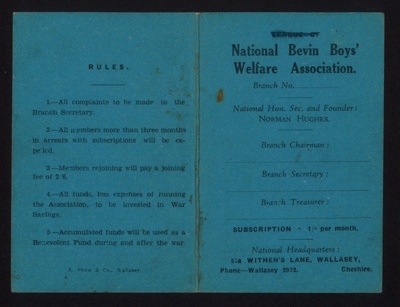 RULES.
1.—All complaints to be made to the
Branch Secretary.
2.—All members more than three months
in arrears with subscriptions will be ex-
pelled.
3.—Members rejoining will pay a joining
fee of 2/6.
4.—All funds, less expenses of running
the Association, to be invested in War
Savings.
5.—Accumulated funds will be used as a
Benevolent Fund during and after the war.
& Co.,
National Bevin Boys'
Welfare Association.
Branch No.
National Hon. Sec. and Founder:
NORMAN HUGHES.
Branch Chairman:
Branch Secretary:
Branch Treasurer:
SUBSCRIPTION - 1/- per month.
National Headquarters:
WITHEN'S LANE, WALLASEY,
Phone—Wallasey 2972. Cheshire.